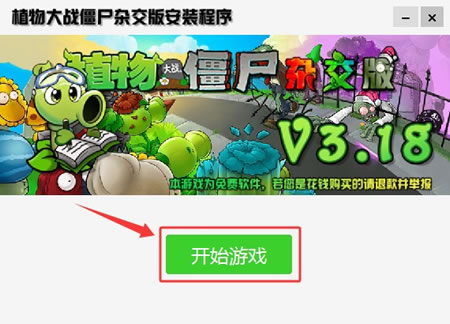 植物大战僵尸杂交版安装程序
植物大战僵尸杂交版
V3.18
本游戏为免费软件，若您是花钱购买的请退款并举报
开始游戏